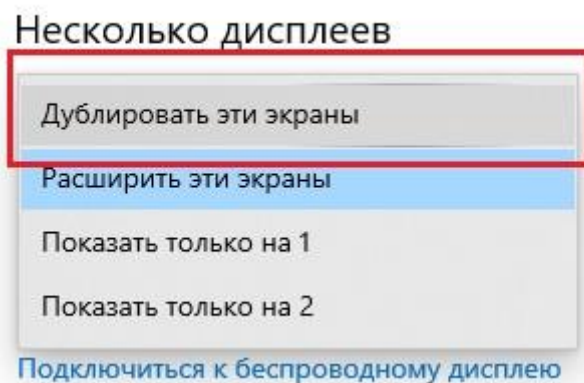 Несколько дисплеев
Дублировать эти экраны
Расширить эти экраны
Показать только на 1
Показать только на 2
Подключиться к беспроводному дисплею